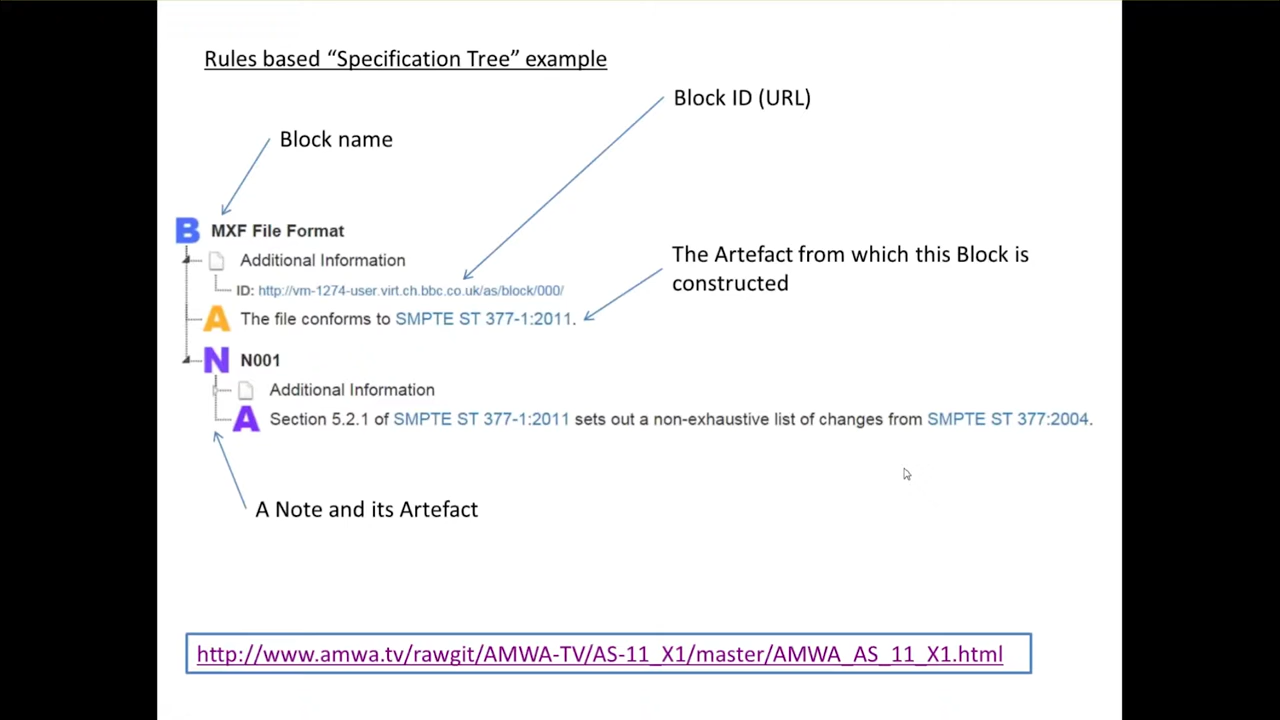 Rules based “Specification Tree” example
Block ID (URL)
Block name
B MXF File Format
Additional Information
ID: http://vm-1274-user.virt.ch.bbc.co.uk/as/block/000/
The Artefact from which this Block is
constructed
A The file conforms to SMPTE ST 377-1:2011.
N N001
Additional Information
A Section 5.2.1 of SMPTE ST 377-1:2011 sets out a non-exhaustive list of changes from SMPTE ST 377:2004.
A Note and its Artefact
http://www.amwa.tv/rawgit/AMWA-TV/AS-11_X1/master/AMWA_AS_11_X1.html